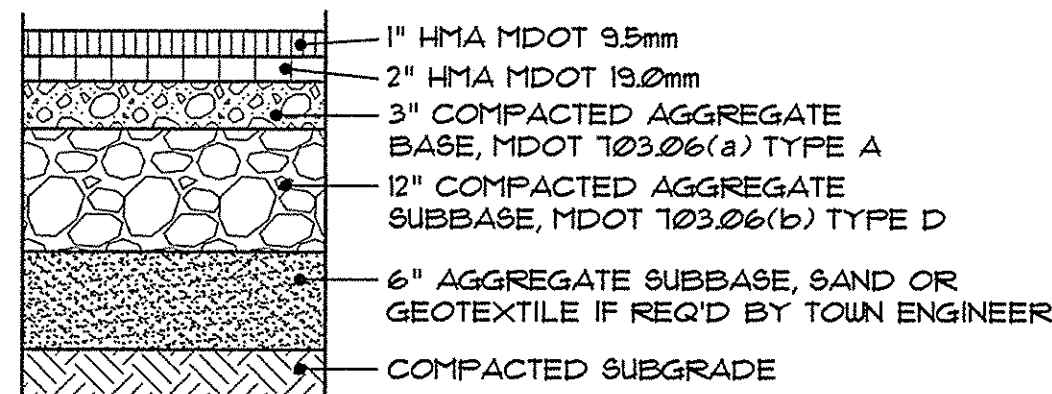 1" HMA MDOT 9.5mm
2" HMA MDOT 19.0mm
3" COMPACTED AGGREGATE
BASE, MDOT 703.06(a) TYPE A
12" COMPACTED AGGREGATE
SUBBASE, MDOT 703.06(b) TYPE D
6" AGGREGATE SUBBASE, SAND OR
GEOTEXTILE IF REQ'D BY TOWN ENGINEER
COMPACTED SUBGRADE